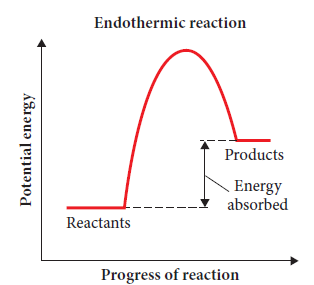 Endothermic reaction
Potential energy
Products
Energy
absorbed
Reactants
Progress of reaction